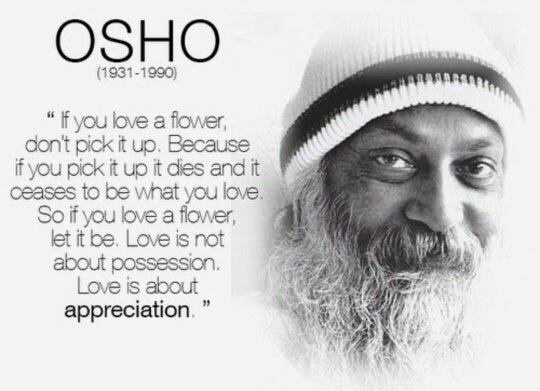 OSHO
(1931-1990)
“ If you love a flower,
don't pick it up. Because
if you pick it up it dies and it
ceases to be what you love.
So if you love a flower,
let it be. Love is not
about possession.
Love is about
appreciation. ”